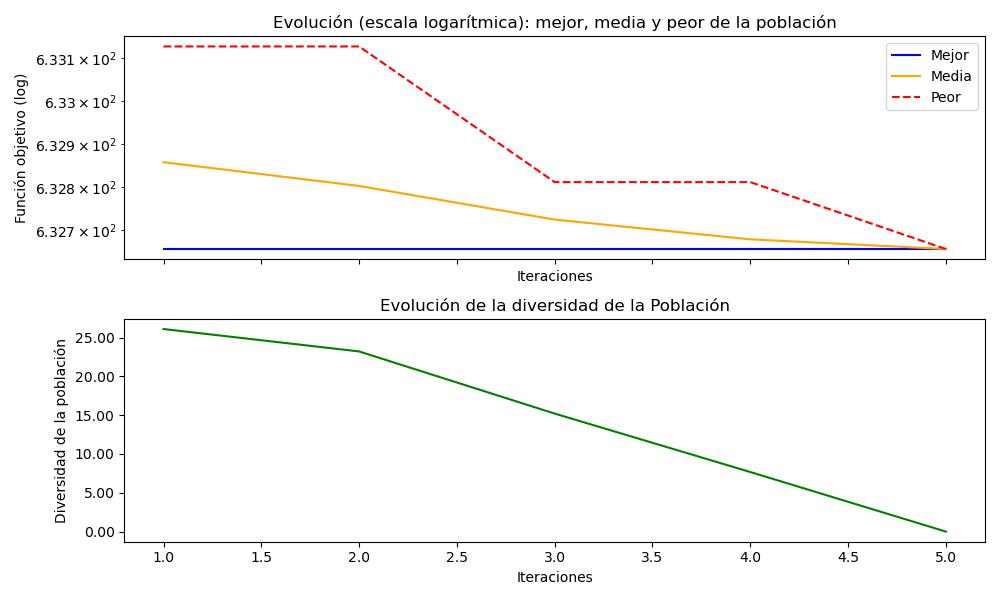 Evolución (escala logarítmica): mejor, media y peor de la población
Función objetivo (log)
6.331 × 10²
6.33 × 10²
6.329 × 10²
6.328 × 10²
6.327 × 10²
Mejor
Media
Peor
Iteraciones
Evolución de la diversidad de la Población
Diversidad de la población
25.00
20.00
15.00
10.00
5.00
0.00
1.0 1.5 2.0 2.5 3.0 3.5 4.0 4.5 5.0
Iteraciones